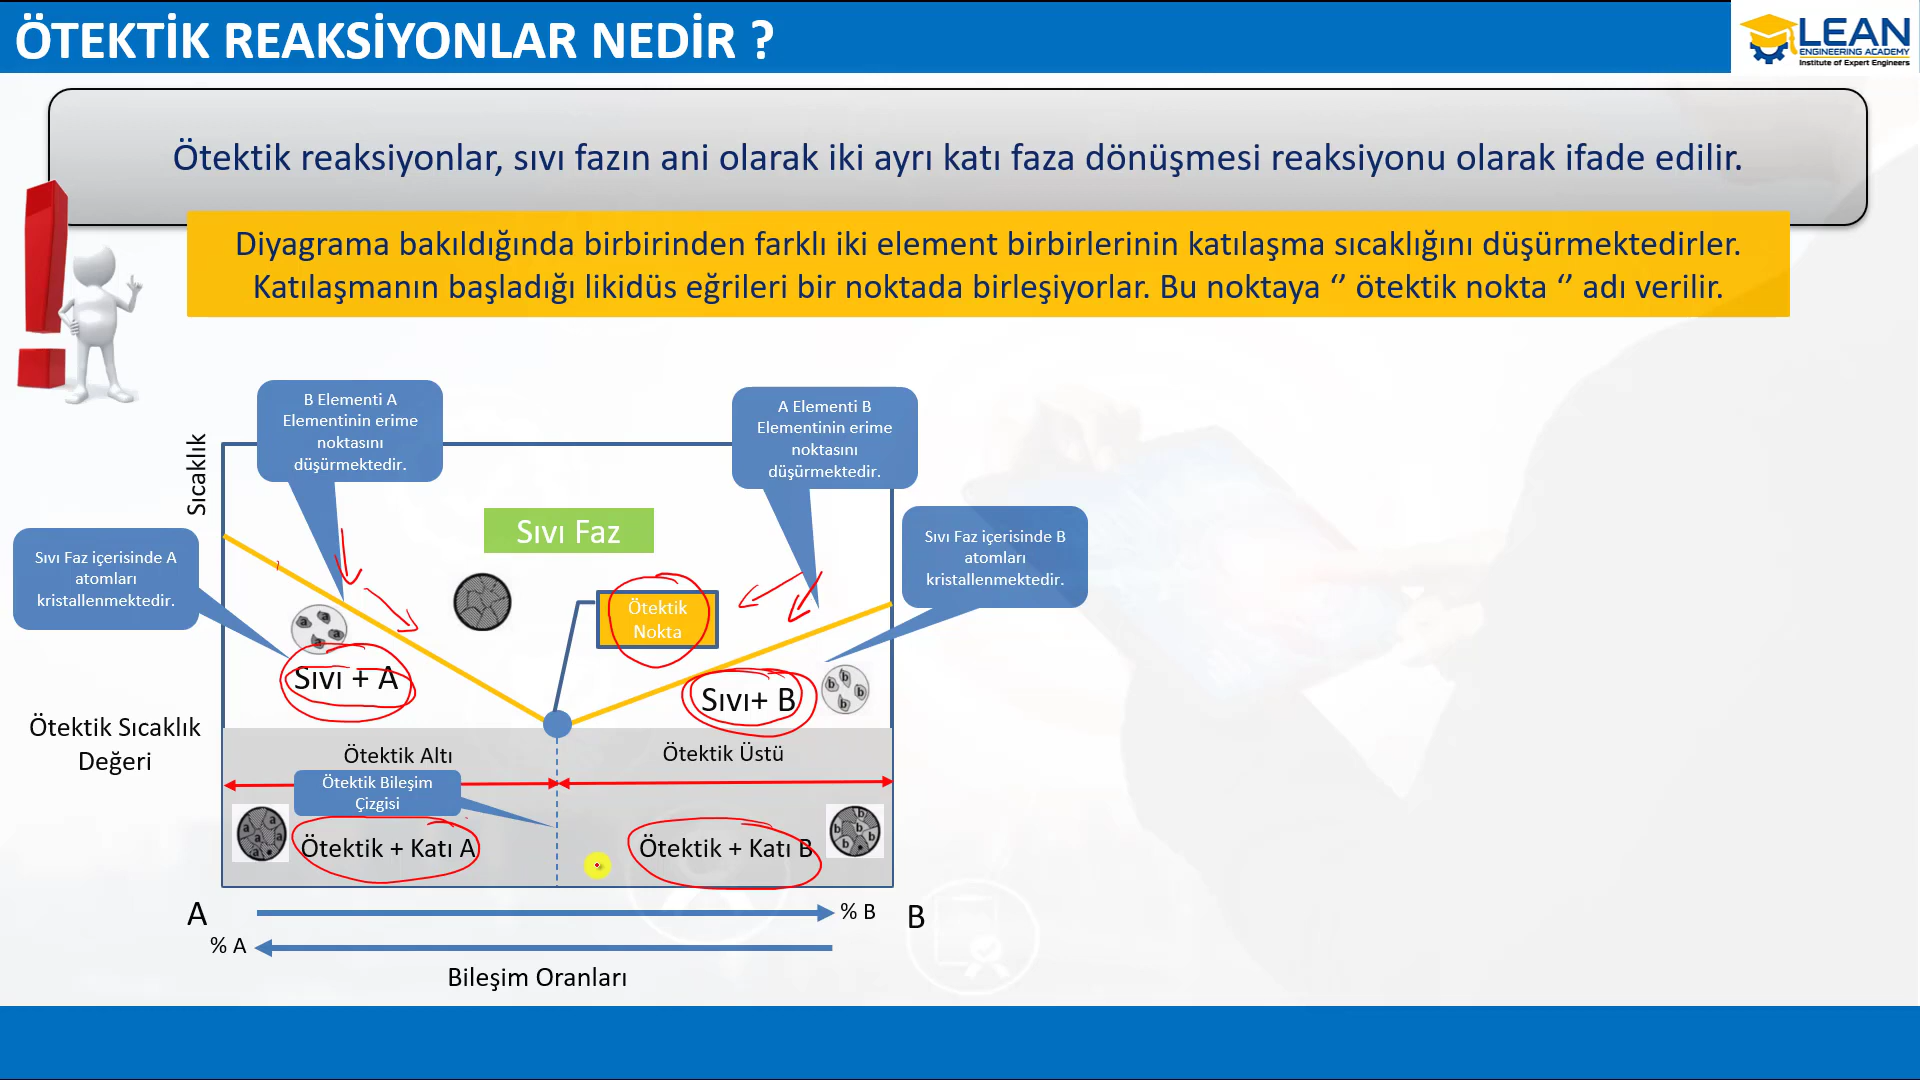 ÖTEKTİK REAKSİYONLAR NEDİR ?
LEAN
ENGINEERING ACADEMY
Institute of Expert Engineers
Ötektik reaksiyonlar, sıvı fazın ani olarak iki ayrı katı faza dönüşmesi reaksiyonu olarak ifade edilir.
Diyagrama bakıldığında birbirinden farklı iki element birbirlerinin katılaşma sıcaklığını düşürmektedirler.
Katılaşmanın başladığı likidüs eğrileri bir noktada birleşiyorlar. Bu noktaya ‘’ ötektik nokta ‘’ adı verilir.
B Elementi A
Elementinin erime
noktasını
düşürmektedir.
A Elementi B
Elementinin erime
noktasını
düşürmektedir.
Sıcaklık
Sıvı Faz
Sıvı Faz içerisinde A
atomları
kristallenmektedir.
Sıvı Faz içerisinde B
atomları
kristallenmektedir.
Ötektik
Nokta
a a
a a
Sıvı + A
Sıvı+ B
b b
b b
Ötektik Sıcaklık
Değeri
Ötektik Altı
Ötektik Üstü
Ötektik Bileşim
Çizgisi
a a
a a
Ötektik + Katı A
Ötektik + Katı B
b
b b
b
A
% B
B
% A
Bileşim Oranları